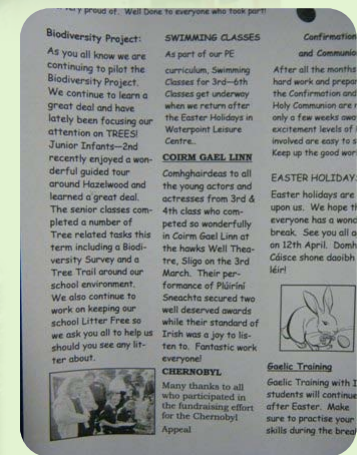 very proud of.. Well Done to everyone who took part!
Biodiversity Project:
As you all know we are
continuing to pilot the
Biodiversity Project.
We continue to learn a
great deal and have
lately been focusing our
attention on TREES!
Junior Infants—2nd
recently enjoyed a won-
derful guided tour
around Hazelwood and
learned a great deal.
The senior classes com-
pleted a number of
Tree related tasks this
term including a Biodi-
versity Survey and a
Tree Trail around our
school environment.
We also continue to
work on keeping our
school Litter Free so
we ask you all to help us
should you see any lit-
ter about.
SWIMMING CLASSES
As part of our PE
curriculum, Swimming
Classes for 3rd—6th
Classes get underway
when we return after
the Easter Holidays in
Waterpoint Leisure
Centre..
COIRM GAEL LINN
Comhghairdeas to all
the young actors and
actresses from 3rd &
4th class who com-
peted so wonderfully
in Coirm Gael Linn at
the hawks Well Thea-
tre, Sligo on the 3rd
March. Their per-
formance of Plúiríní
Sneachta secured two
well deserved awards
while their standard of
Irish was a joy to lis-
ten to. Fantastic work
everyone!
CHERNOBYL
Many thanks to all
who participated in
the fundraising effort
for the Chernobyl
Appeal
Confirmation
and Communio
After all the months
hard work and prepar
the Confirmation and
Holy Communion are
only a few weeks awa
excitement levels of
involved are easy to s
Keep up the good wor
EASTER HOLIDAY
Easter holidays are
upon us. We hope th
everyone has a wond
break. See you all a
on 12th April. Domh
Cáisce shone daoibh
léir!
Gaelic Training
Gaelic Training with
students will continue
after Easter. Make
sure to practise your
skills during the break